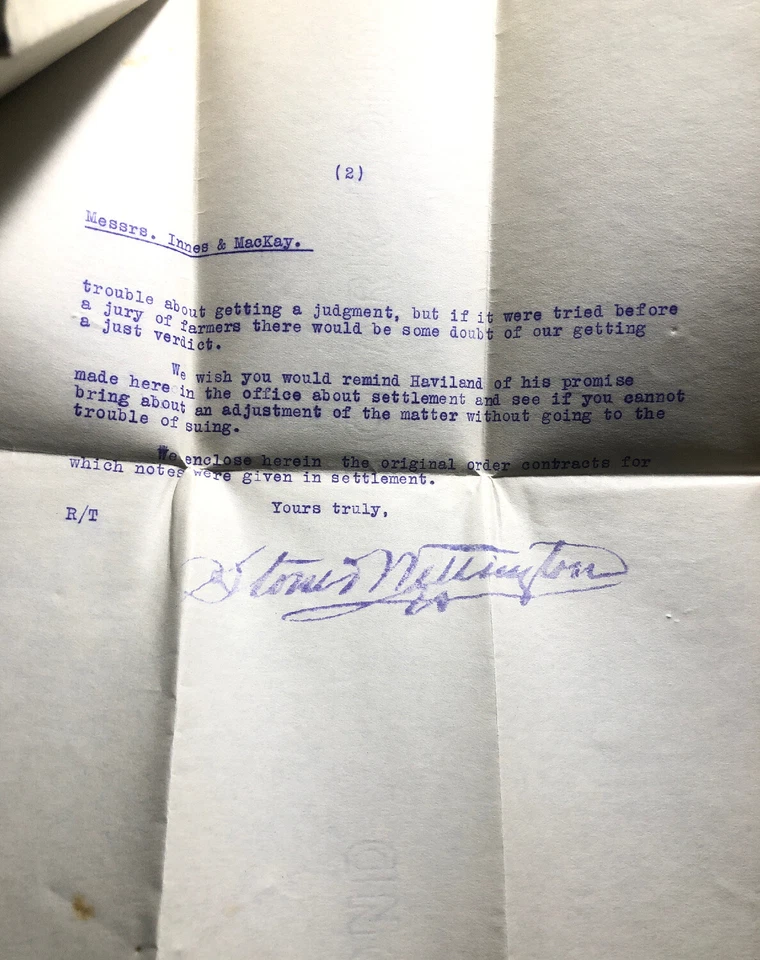 (2)
Messrs. Innes & MacKay.
trouble about getting a judgment, but if it were tried before
a jury of farmers there would be some doubt of our getting
a just verdict.
We wish you would remind Haviland of his promise
made here in the office about settlement and see if you cannot
bring about an adjustment of the matter without going to the
trouble of suing.
We enclose herein the original order contracts for
which notes were given in settlement.
R/T Yours truly,